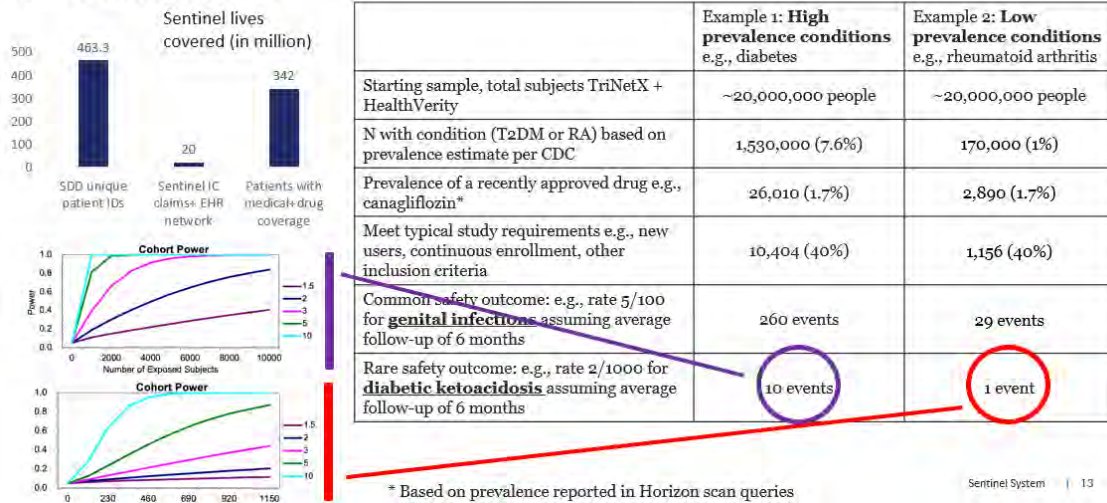 Sentinel lives
covered (in million)
500
400
300
200
100
0
463.3
20
342
SDD unique
patient IDs
Sentinel IC
claims+ EHR
network
Patients with
medical+drug
coverage
Cohort Power
Power
1.0
0.8
0.6
0.4
0.2
0.0
0 2000 4000 6000 8000 10000
Number of Exposed Subjects
1.5
2
3
5
10
Cohort Power
1.0
0.8
0.6
0.4
0.2
0.0
0 230 460 690 920 1150
1.5
2
3
5
10
Example 1: High
prevalence conditions
e.g., diabetes
Example 2: Low
prevalence conditions
e.g., rheumatoid arthritis
Starting sample, total subjects TriNetX +
HealthVerity
~20,000,000 people
~20,000,000 people
N with condition (T2DM or RA) based on
prevalence estimate per CDC
1,530,000 (7.6%)
170,000 (1%)
Prevalence of a recently approved drug e.g.,
canagliflozin*
26,010 (1.7%)
2,890 (1.7%)
Meet typical study requirements e.g., new
users, continuous enrollment, other
inclusion criteria
10,404 (40%)
1,156 (40%)
Common safety outcome: e.g., rate 5/100
for genital infections assuming average
follow-up of 6 months
260 events
29 events
Rare safety outcome: e.g., rate 2/1000 for
diabetic ketoacidosis assuming average
follow-up of 6 months
10 events
1 event
* Based on prevalence reported in Horizon scan queries
Sentinel System | 13